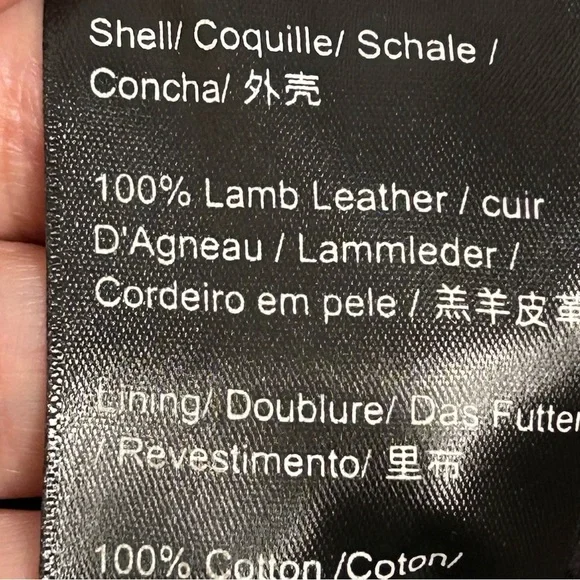 Shell/ Coquille/ Schale /
Concha/ 外壳
100% Lamb Leather / cuir
D'Agneau / Lammleder /
Cordeiro em pele / 羔羊皮革
Lining/ Doublure/ Das Futter
/ Revestimento/ 里布
100% Cotton /Coton/